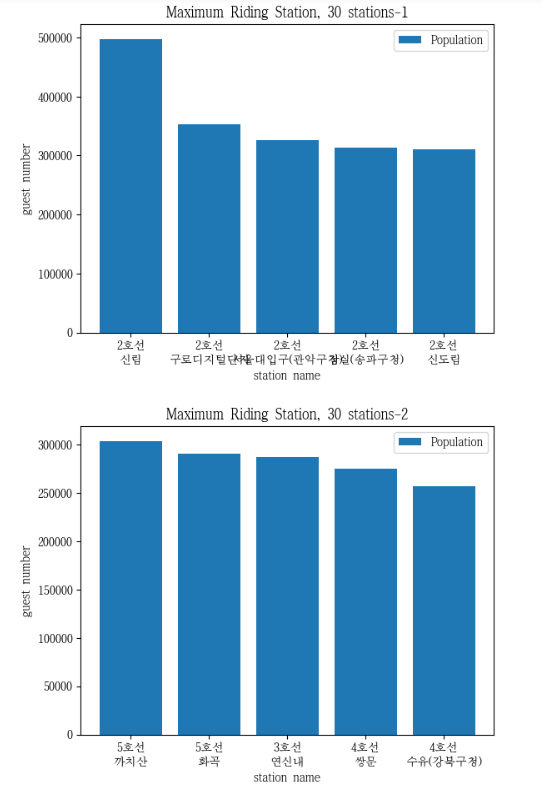 Maximum Riding Station, 30 stations-1
Population
500000
400000
300000
200000
100000
0
guest number
2호선 2호선 2호선 2호선 2호선
신림 구로디지털단지 서울대입구(관악구청) 잠실(송파구청) 신도림
station name
Maximum Riding Station, 30 stations-2
Population
300000
250000
200000
150000
100000
50000
0
guest number
5호선 5호선 3호선 4호선 4호선
까치산 화곡 연신내 쌍문 수유(강북구청)
station name